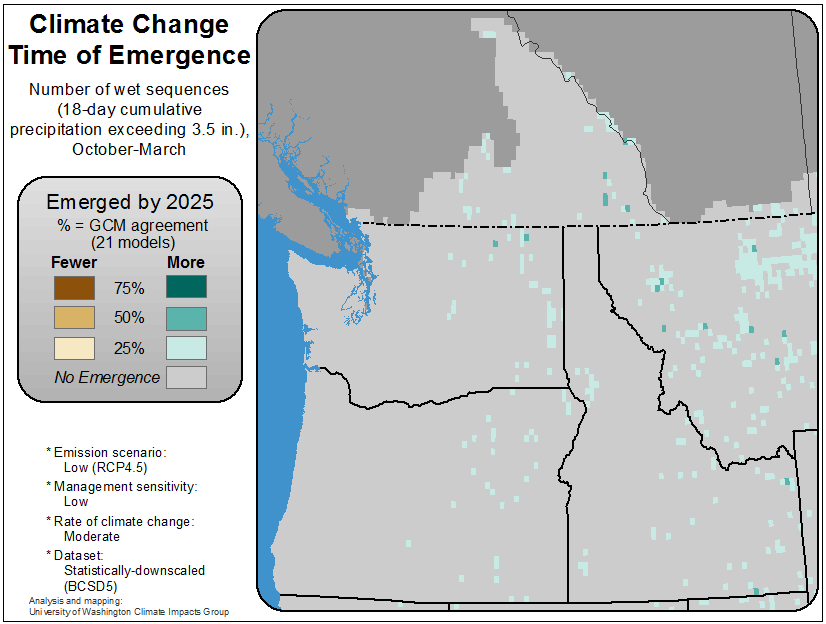 Climate Change
Time of Emergence
Number of wet sequences
(18-day cumulative
precipitation exceeding 3.5 in.),
October-March
Emerged by 2025
% = GCM agreement
(21 models)
Fewer More
75%
50%
25%
No Emergence
* Emission scenario:
Low (RCP4.5)
* Management sensitivity:
Low
* Rate of climate change:
Moderate
* Dataset:
Statistically-downscaled
(BCSD5)
Analysis and mapping:
University of Washington Climate Impacts Group